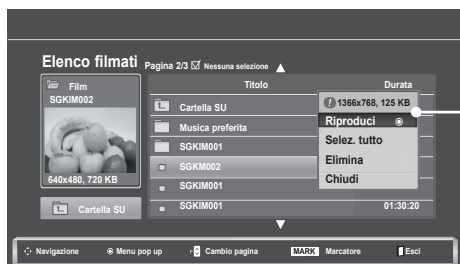 Elenco filmati Pagina 2/3 Nessuna selezione
Film
SGKIM002
640x480, 720 KB
Cartella SU
Titolo Durata
Cartella SU
Musica preferita
SGKIM001
SGKM002
SGKIM001
SGKIM001 01:30:20
1366x768, 125 KB
Riproduci
Selez. tutto
Elimina
Chiudi
Navigazione Menu pop up P Cambio pagina MARK Marcatore Esci